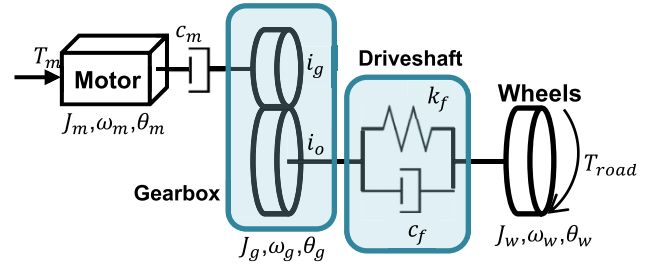 c_m
T_m
Motor
J_m,ω_m,θ_m
i_g
i_o
Gearbox
J_g,ω_g,θ_g
Driveshaft
k_f
c_f
Wheels
T_road
J_w,ω_w,θ_w